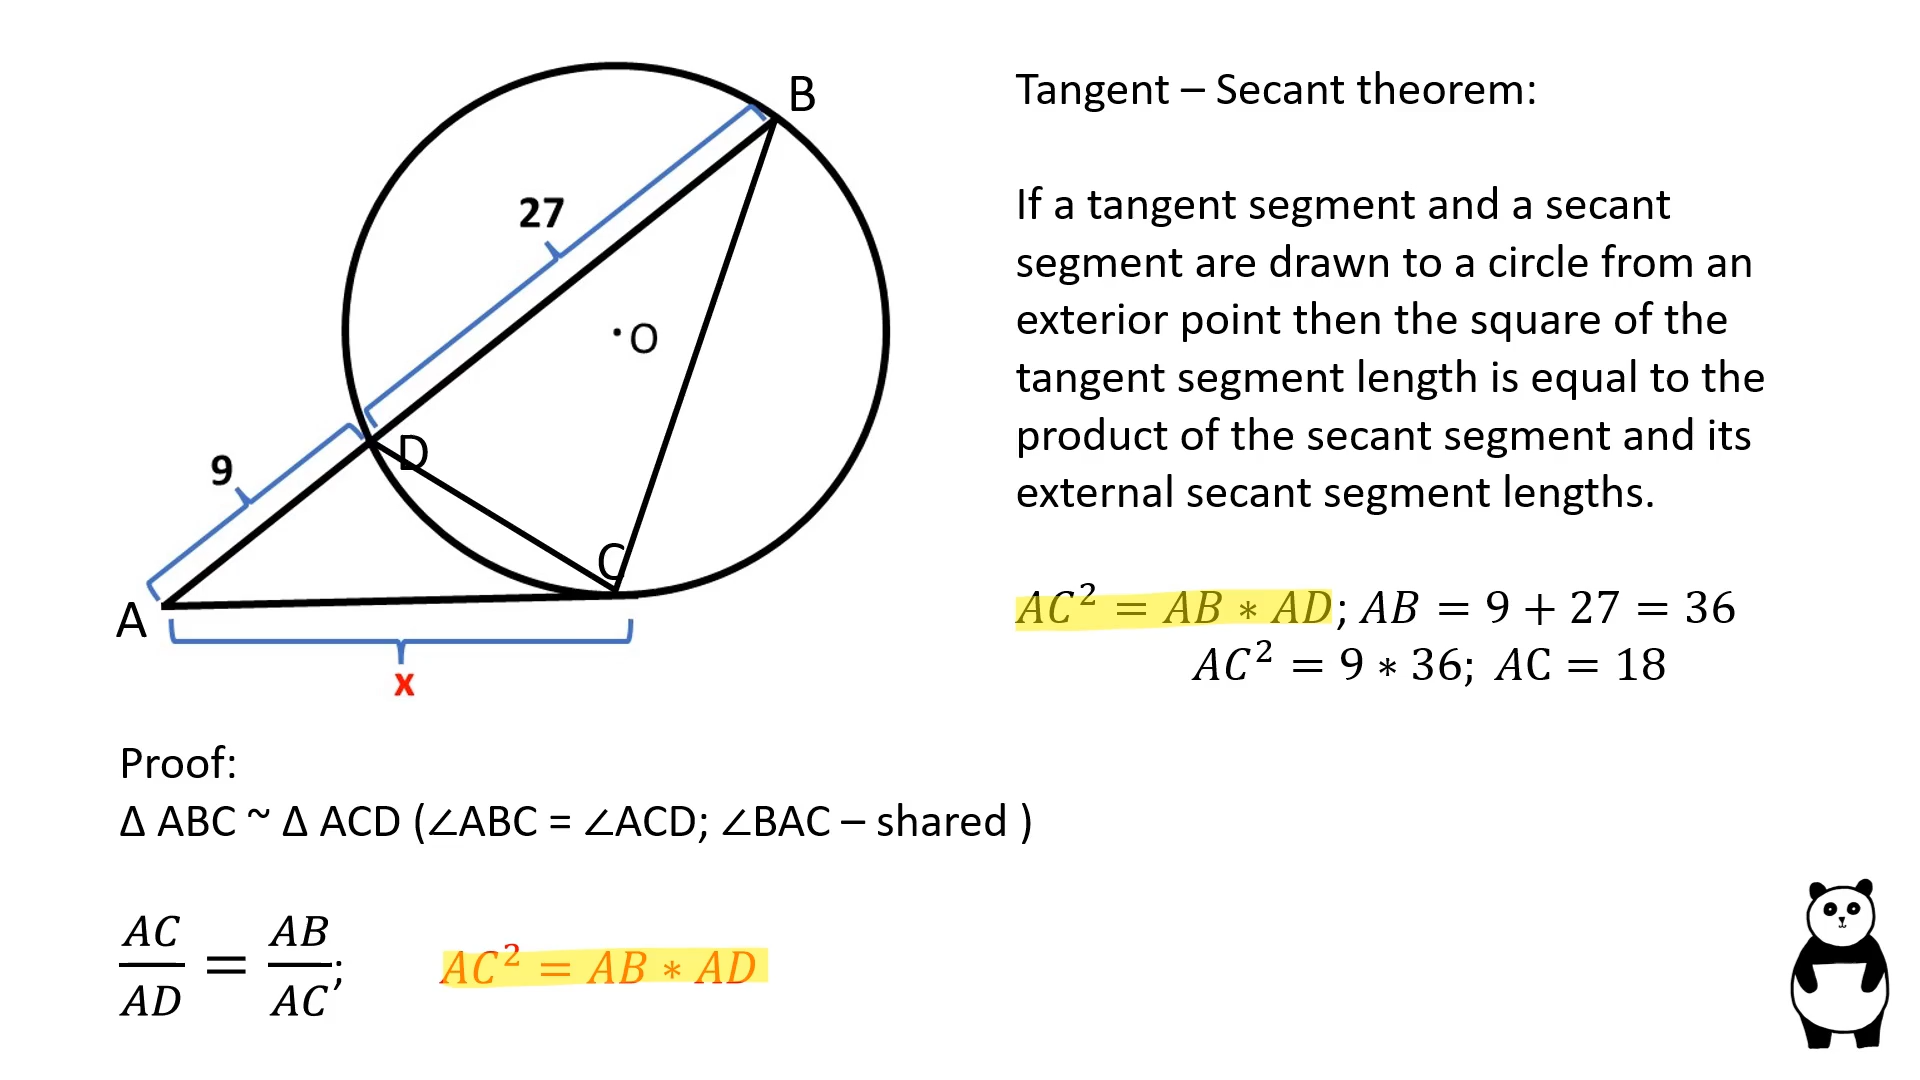 B
27
O
D
9
C
A
x
Tangent – Secant theorem:
If a tangent segment and a secant
segment are drawn to a circle from an
exterior point then the square of the
tangent segment length is equal to the
product of the secant segment and its
external secant segment lengths.
AC² = AB ∗ AD; AB = 9 + 27 = 36
AC² = 9 ∗ 36; AC = 18
Proof:
Δ ABC ~ Δ ACD (∠ABC = ∠ACD; ∠BAC – shared )
AC/AD = AB/AC; AC² = AB ∗ AD